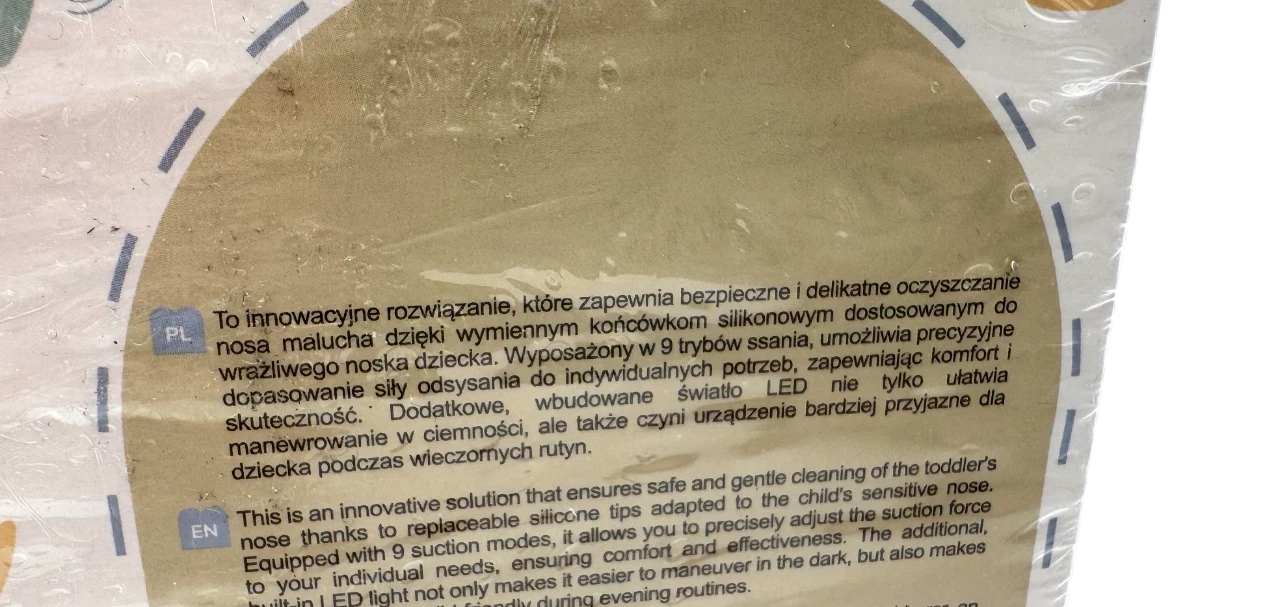 PL
To innowacyjne rozwiązanie, które zapewnia bezpieczne i delikatne oczyszczanie
nosa malucha dzięki wymiennym końcówkom silikonowym dostosowanym do
wrażliwego noska dziecka. Wyposażony w 9 trybów ssania, umożliwia precyzyjne
dopasowanie siły odsysania do indywidualnych potrzeb, zapewniając komfort i
skuteczność. Dodatkowe, wbudowane światło LED nie tylko ułatwia
manewrowanie w ciemności, ale także czyni urządzenie bardziej przyjazne dla
dziecka podczas wieczornych rutyn.
EN
This is an innovative solution that ensures safe and gentle cleaning of the toddler's
nose thanks to replaceable silicone tips adapted to the child's sensitive nose.
Equipped with 9 suction modes, it allows you to precisely adjust the suction force
to your individual needs, ensuring comfort and effectiveness. The additional,
built-in LED light not only makes it easier to maneuver in the dark, but also makes
during evening routines.